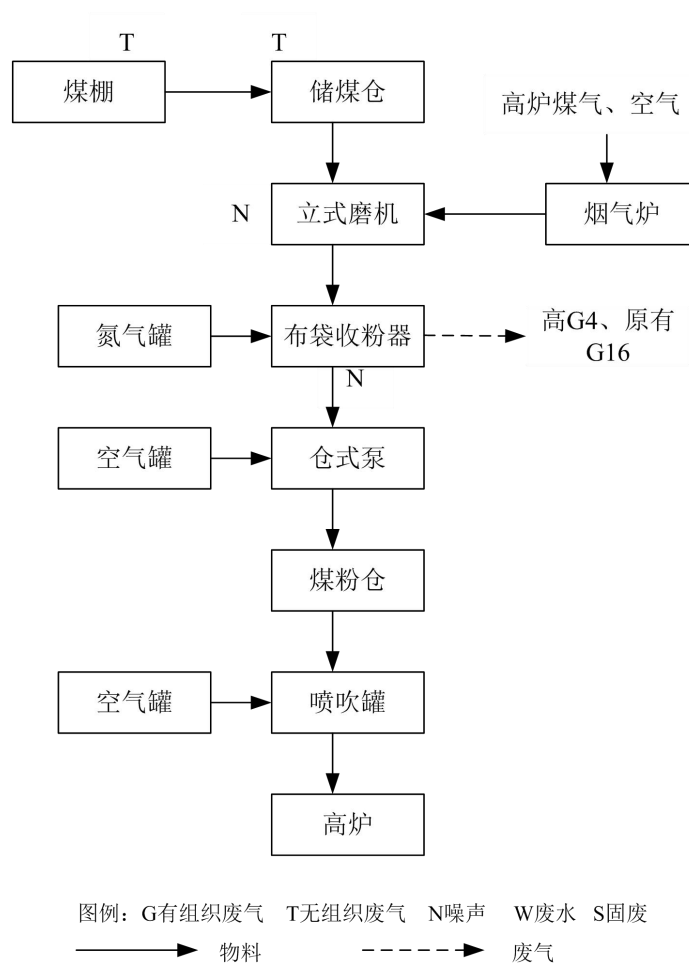 T
T
煤棚
储煤仓
高炉煤气、空气
N
立式磨机
烟气炉
氮气罐
布袋收粉器
高G4、原有
G16
N
空气罐
仓式泵
煤粉仓
空气罐
喷吹罐
高炉
图例：G有组织废气 T无组织废气 N噪声 W废水 S固废
物料 废气